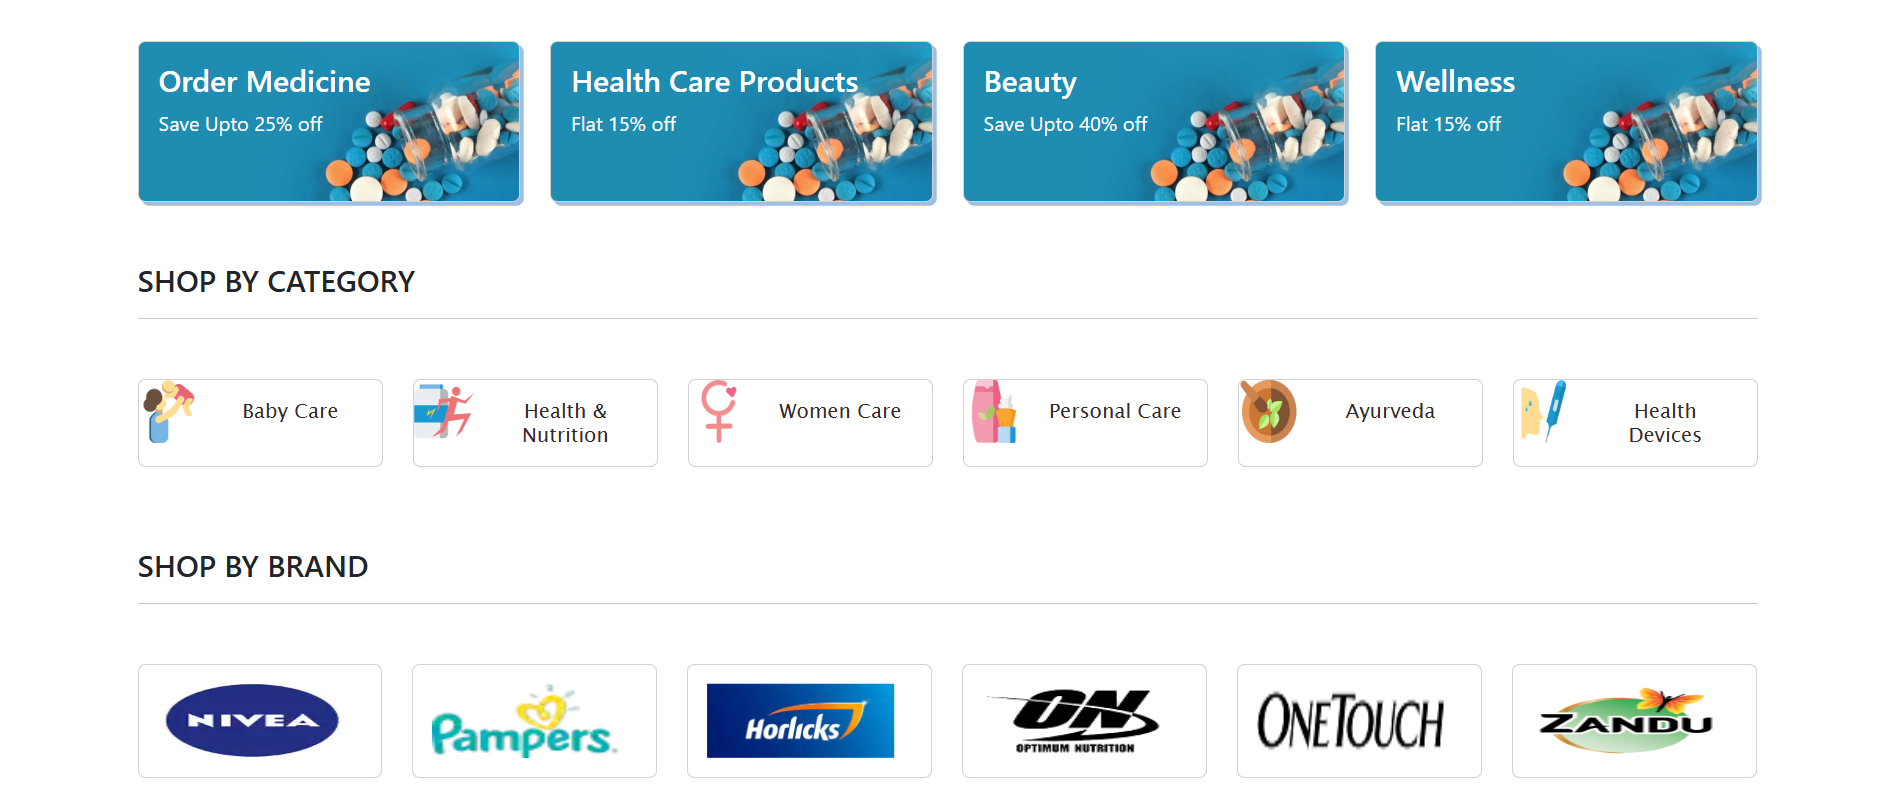 Order Medicine
Save Upto 25% off
Health Care Products
Flat 15% off
Beauty
Save Upto 40% off
Wellness
Flat 15% off
SHOP BY CATEGORY
Baby Care
Health &
Nutrition
Women Care
Personal Care
Ayurveda
Health
Devices
SHOP BY BRAND
NIVEA
Pampers.
Horlicks
ON
OPTIMUM NUTRITION
ONETOUCH
ZANDU